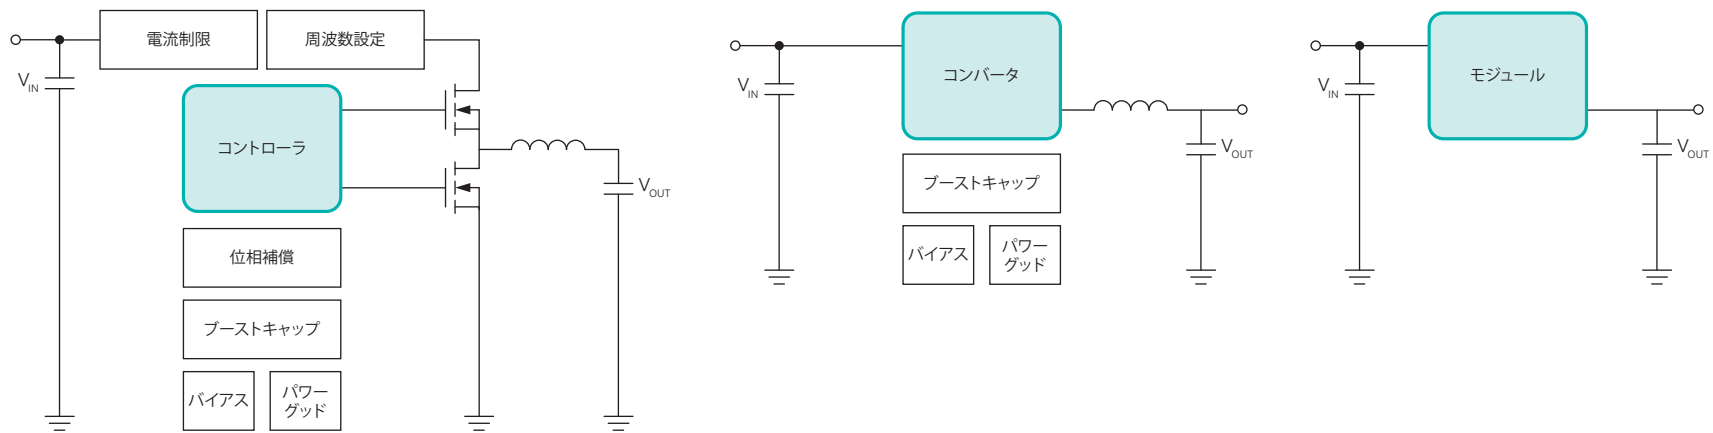 電流制限
周波数設定
VIN
コントローラ
VOUT
位相補償
ブーストキャップ
バイアス
パワー
グッド
コンバータ
VIN
VOUT
ブーストキャップ
バイアス
パワー
グッド
モジュール
VIN
VOUT